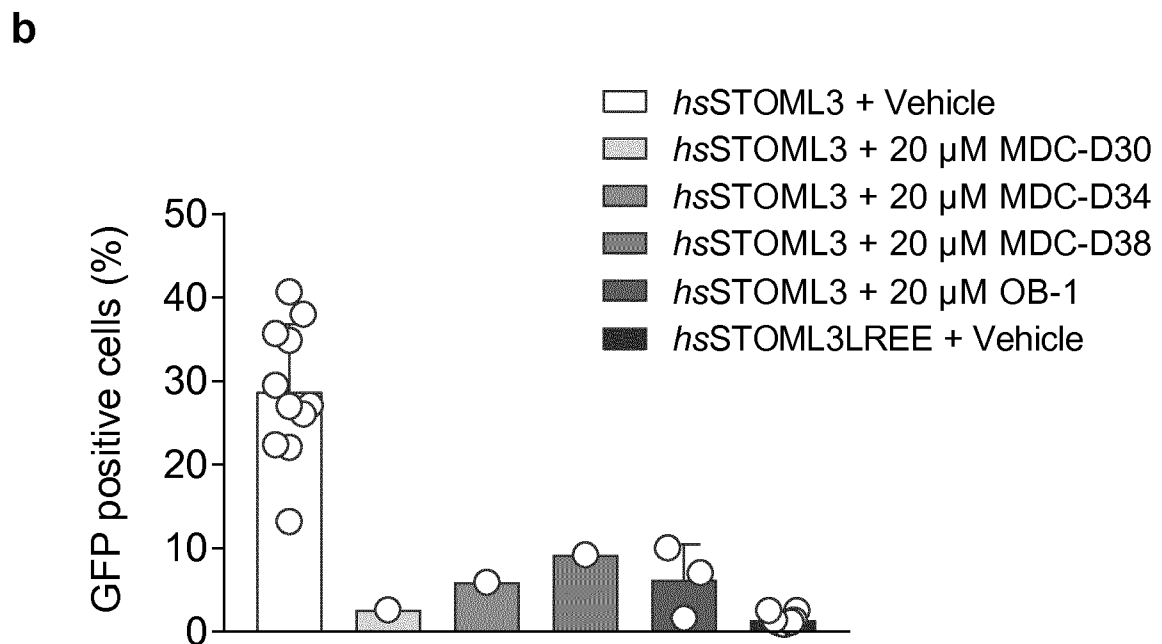 b
hsSTOML3 + Vehicle
hsSTOML3 + 20 µM MDC-D30
hsSTOML3 + 20 µM MDC-D34
hsSTOML3 + 20 µM MDC-D38
hsSTOML3 + 20 µM OB-1
hsSTOML3LREE + Vehicle
GFP positive cells (%)
50
40
30
20
10
0